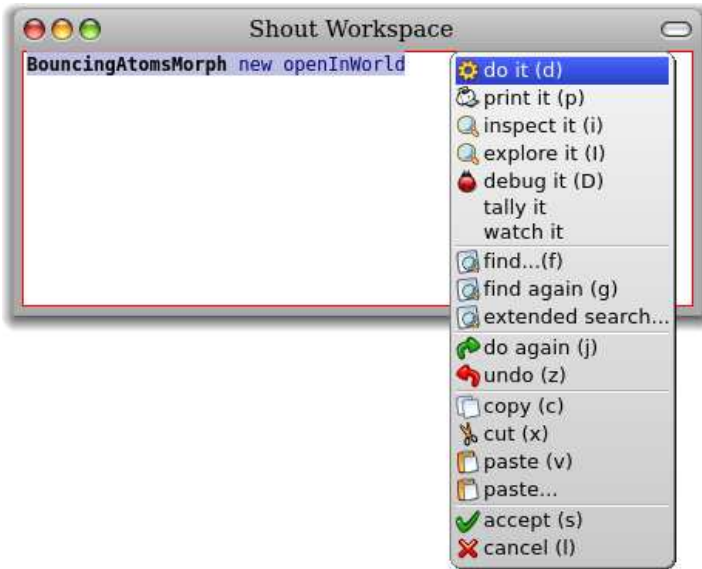 Shout Workspace
BouncingAtomsMorph new openInWorld
do it (d)
print it (p)
inspect it (i)
explore it (I)
debug it (D)
tally it
watch it
find...(f)
find again (g)
extended search...
do again (j)
undo (z)
copy (c)
cut (x)
paste (v)
paste...
accept (s)
cancel (l)